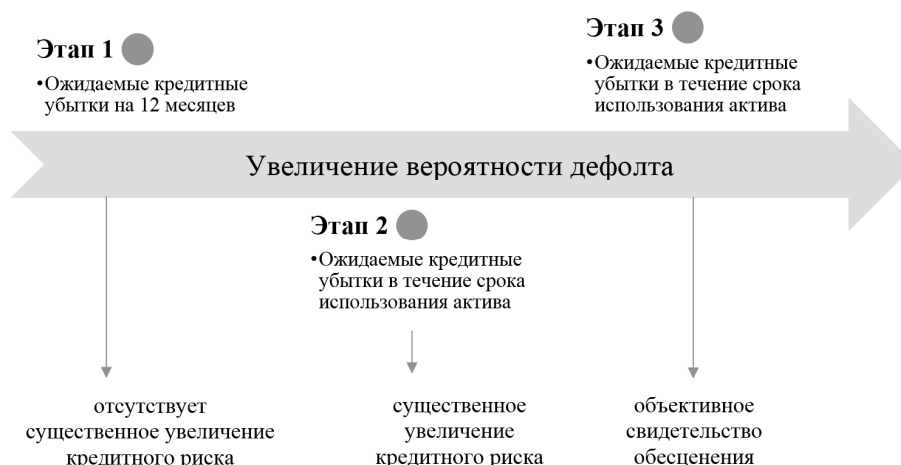 Этап 1
•Ожидаемые кредитные
убытки на 12 месяцев
Этап 3
•Ожидаемые кредитные
убытки в течение срока
использования актива
Увеличение вероятности дефолта
Этап 2
•Ожидаемые кредитные
убытки в течение срока
использования актива
отсутствует
существенное увеличение
кредитного риска
существенное
увеличение
кредитного риска
объективное
свидетельство
обесценения